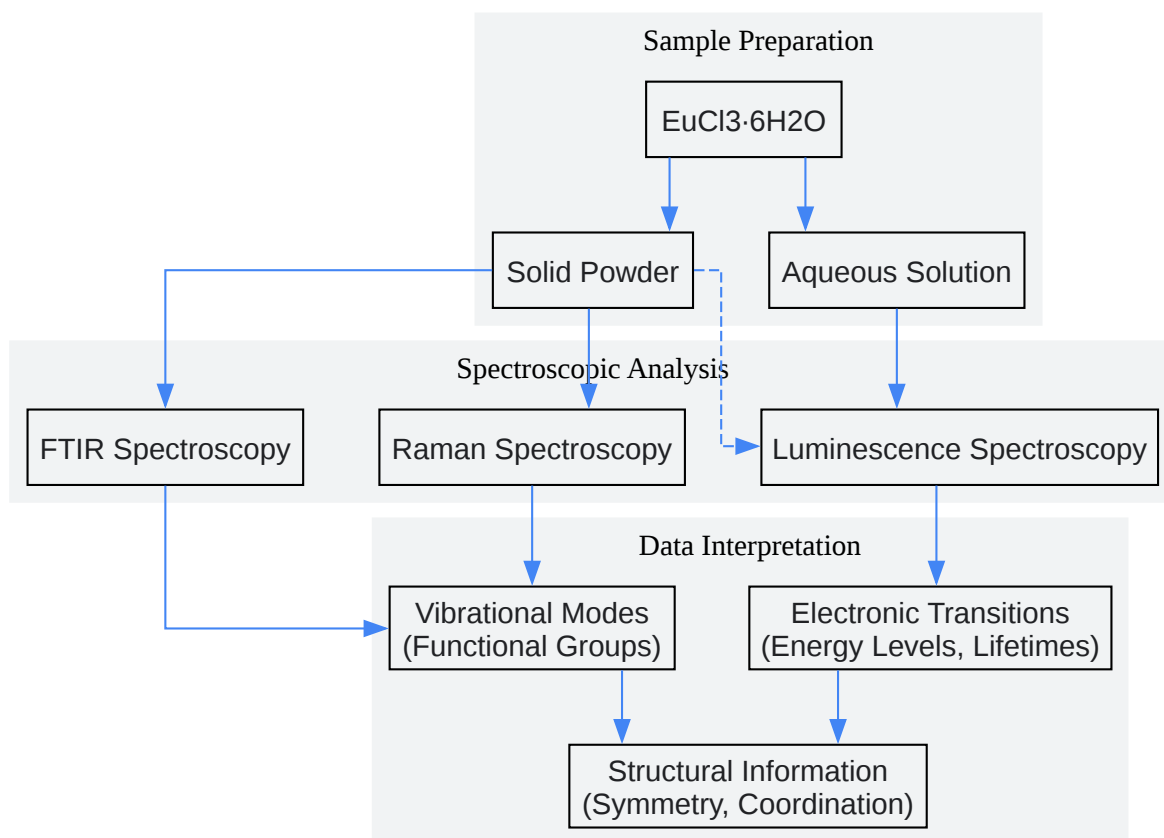 Sample Preparation
EuCl3·6H2O
Solid Powder
Aqueous Solution
Spectroscopic Analysis
FTIR Spectroscopy
Raman Spectroscopy
Luminescence Spectroscopy
Data Interpretation
Vibrational Modes
(Functional Groups)
Electronic Transitions
(Energy Levels, Lifetimes)
Structural Information
(Symmetry, Coordination)